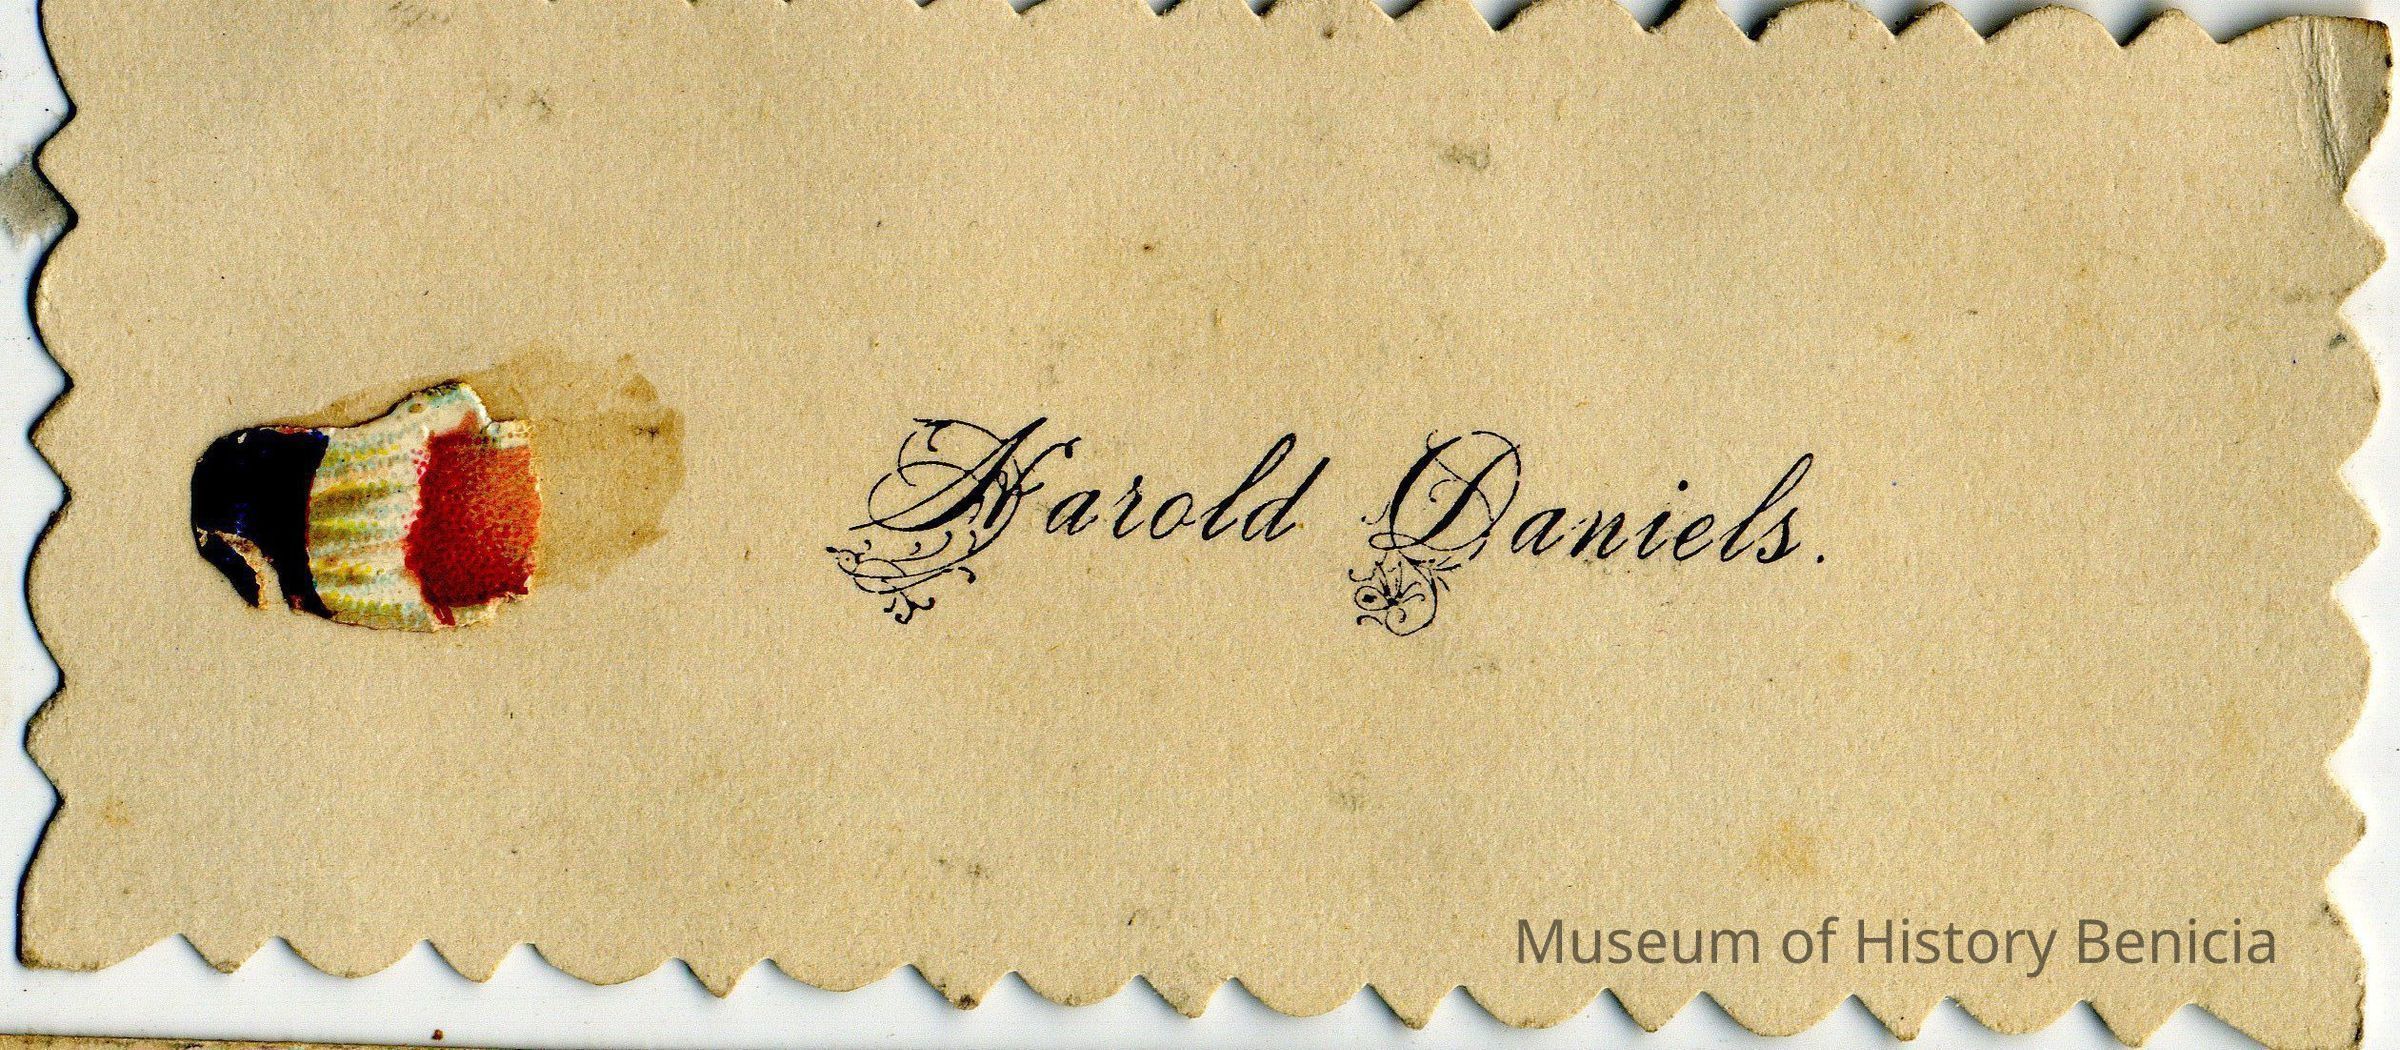 Harold Daniels.
Museum of History Benicia